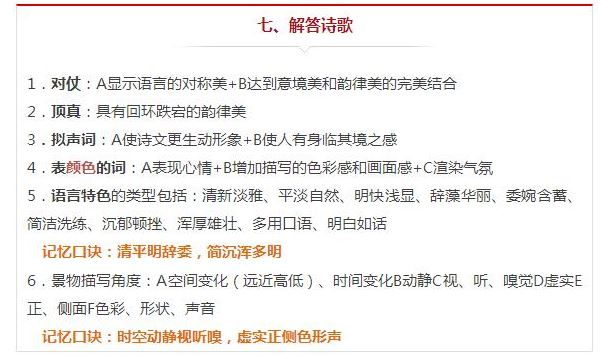 七、解答诗歌
1．对仗：A显示语言的对称美+B达到意境美和韵律美的完美结合
2．顶真：具有回环跌宕的韵律美
3．拟声词：A使诗文更生动形象+B使人有身临其境之感
4．表颜色的词：A表现心情+B增加描写的色彩感和画面感+C渲染气氛
5．语言特色的类型包括：清新淡雅、平淡自然、明快浅显、辞藻华丽、委婉含蓄、
简洁洗练、沉郁顿挫、浑厚雄壮、多用口语、明白如话
记忆口诀：清平明辞委，简沉浑多明
6．景物描写角度：A空间变化（远近高低）、时间变化B动静C视、听、嗅觉D虚实E
正、侧面F色彩、形状、声音
记忆口诀：时空动静视听嗅，虚实正侧色形声